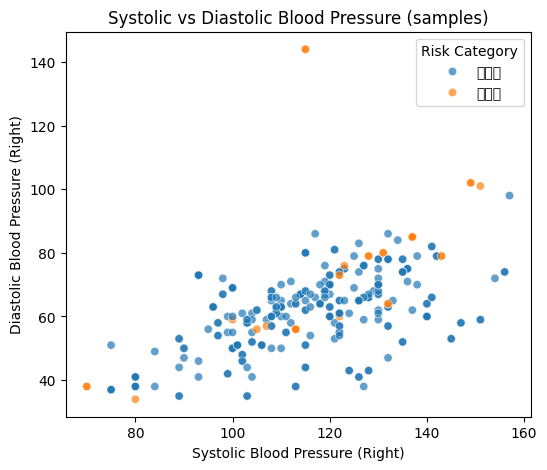 Systolic vs Diastolic Blood Pressure (samples)
Risk Category
140
120
100
80
60
40
Diastolic Blood Pressure (Right)
80
100
120
140
160
Systolic Blood Pressure (Right)